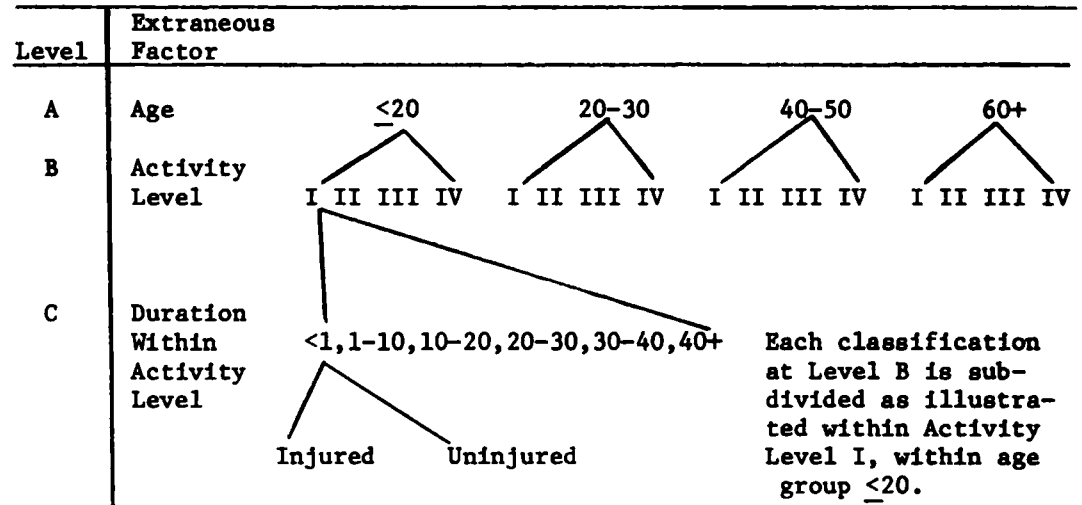 Level Extraneous Factor
A Age <20 20-30 40-50 60+
B Activity Level I II III IV I II III IV I II III IV I II III IV
C Duration Within Activity Level <1,1-10,10-20,20-30,30-40,40+
Each classification
at Level B is sub-
divided as illustra-
ted within Activity
Level I, within age
group <20.
Injured Uninjured